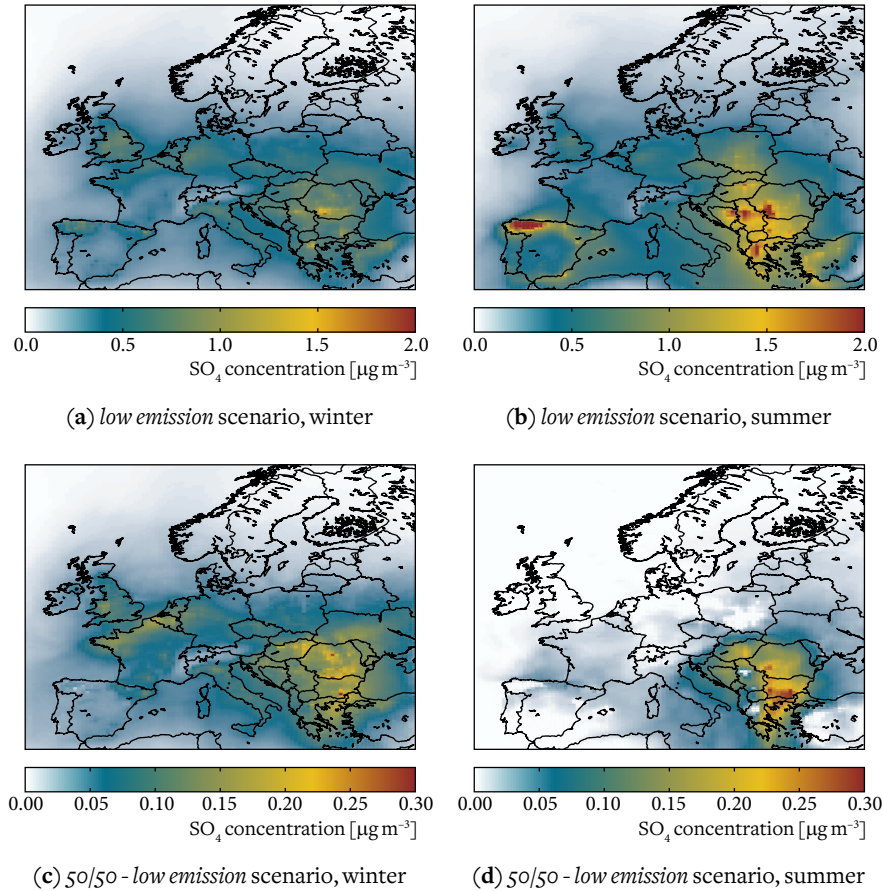 0.0 0.5 1.0 1.5 2.0
SO₄ concentration [µg m⁻³]
(a) low emission scenario, winter
0.0 0.5 1.0 1.5 2.0
SO₄ concentration [µg m⁻³]
(b) low emission scenario, summer
0.00 0.05 0.10 0.15 0.20 0.25 0.30
SO₄ concentration [µg m⁻³]
(c) 50/50 - low emission scenario, winter
0.00 0.05 0.10 0.15 0.20 0.25 0.30
SO₄ concentration [µg m⁻³]
(d) 50/50 - low emission scenario, summer